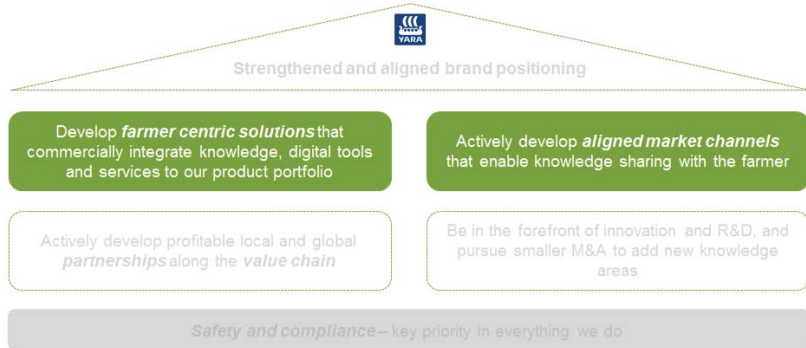 YARA
Strengthened and aligned brand positioning
Develop farmer centric solutions that
commercially integrate knowledge, digital tools
and services to our product portfolio
Actively develop aligned market channels
that enable knowledge sharing with the farmer
Actively develop profitable local and global
partnerships along the value chain
Be in the forefront of innovation and R&D, and
pursue smaller M&A to add new knowledge
areas
Safety and compliance – key priority in everything we do